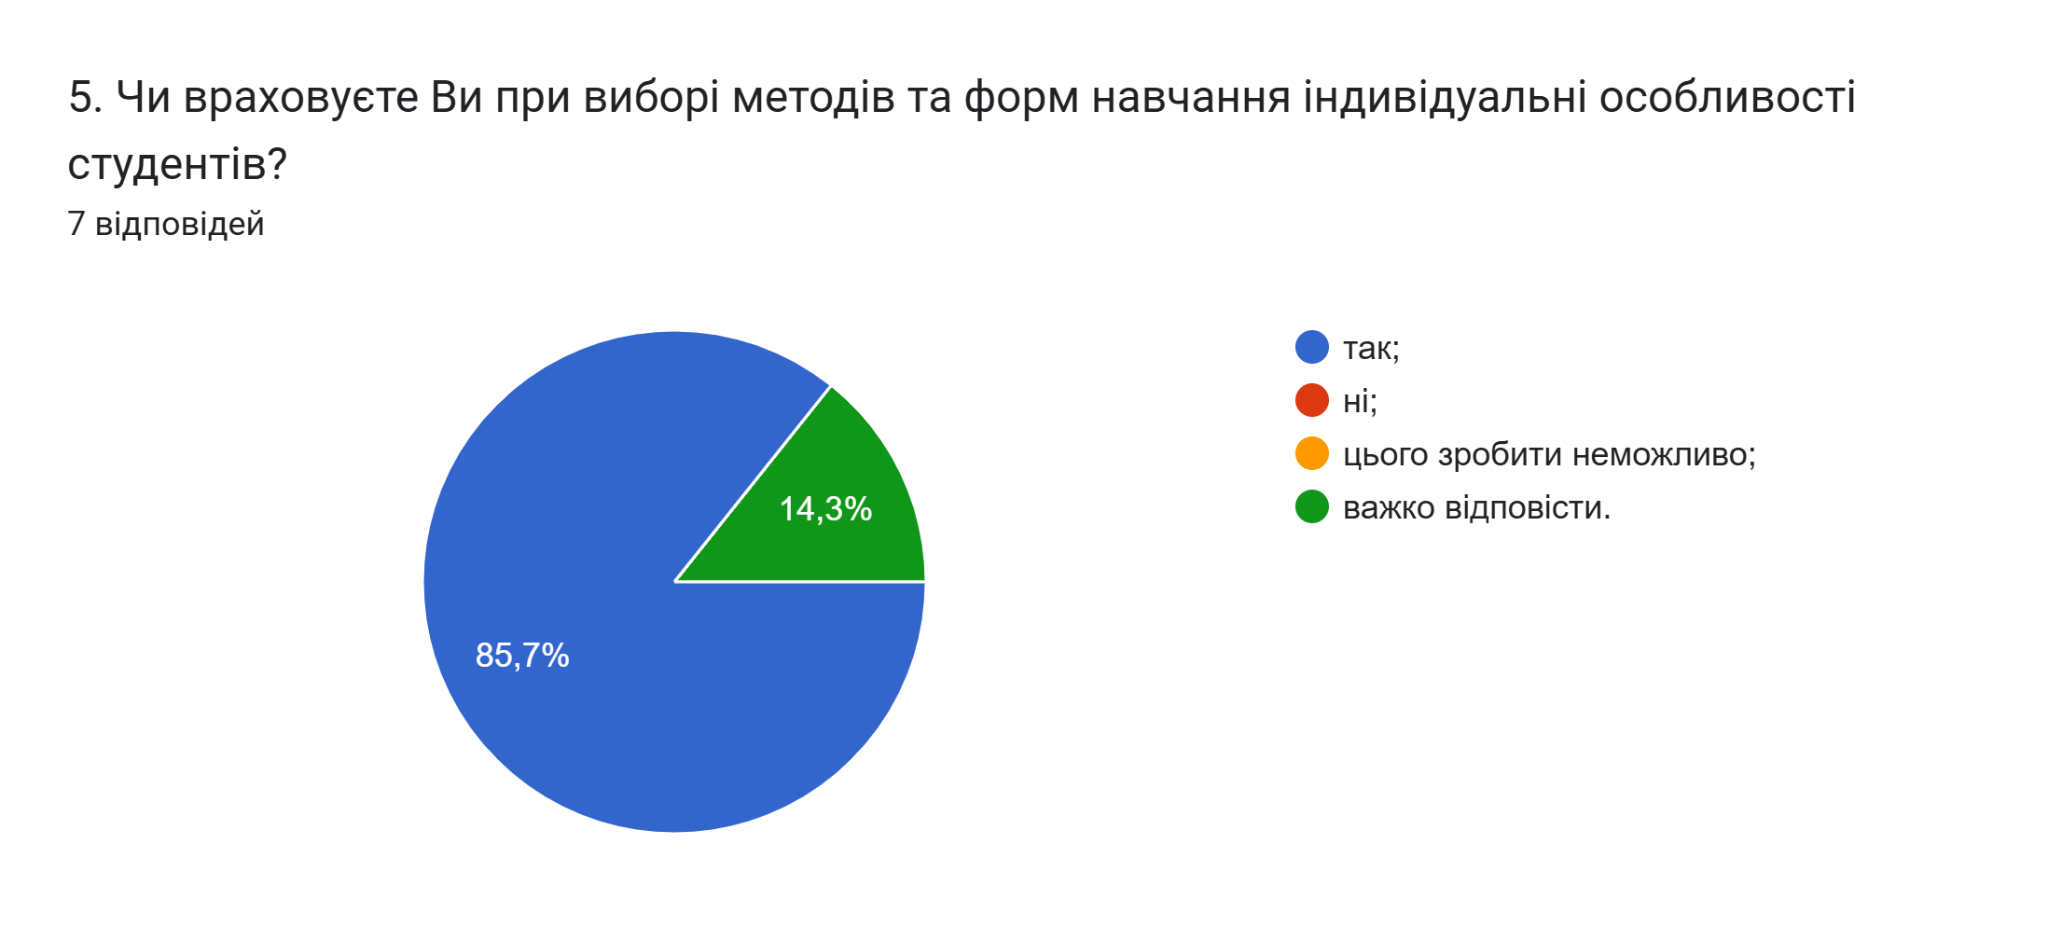 5. Чи враховуєте Ви при виборі методів та форм навчання індивідуальні особливості
студентів?
7 відповідей
так;
ні;
цього зробити неможливо;
важко відповісти.
14,3%
85,7%